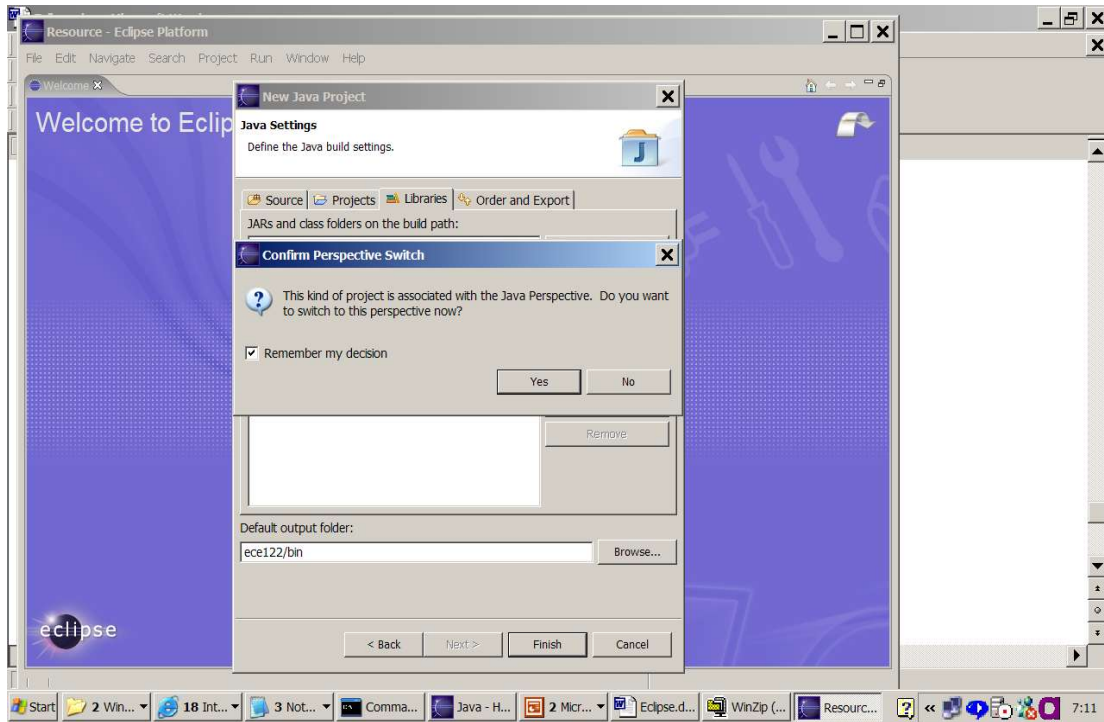 Resource - Eclipse Platform
File Edit Navigate Search Project Run Window Help
Welcome
Welcome to Eclip
New Java Project
Java Settings
Define the Java build settings.
J
Source Projects Libraries Order and Export
JARs and class folders on the build path:
Confirm Perspective Switch
This kind of project is associated with the Java Perspective. Do you want
to switch to this perspective now?
Remember my decision
Yes No
Remove
Default output folder:
ece122/bin Browse...
eclipse
< Back Next > Finish Cancel
Start 2 Win... 18 Int... 3 Not... Comma... Java - H... 2 Micr... Eclipse.d... WinZip (... Resourc... 7:11